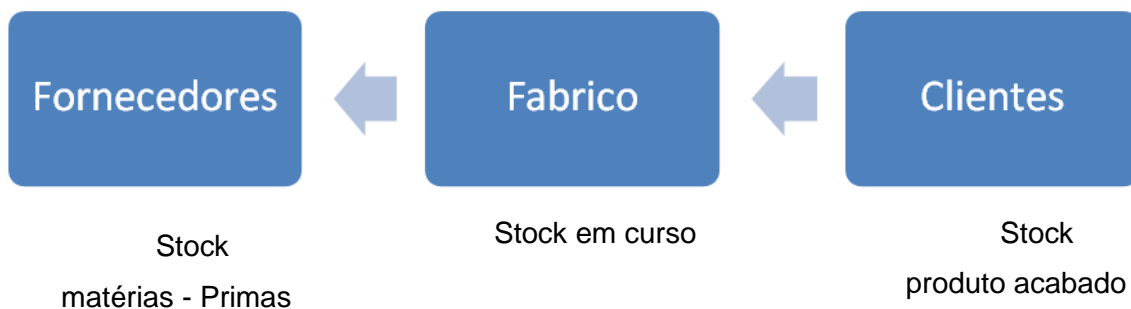 Fornecedores
Fabrico
Clientes
Stock
matérias - Primas
Stock em curso
Stock
produto acabado